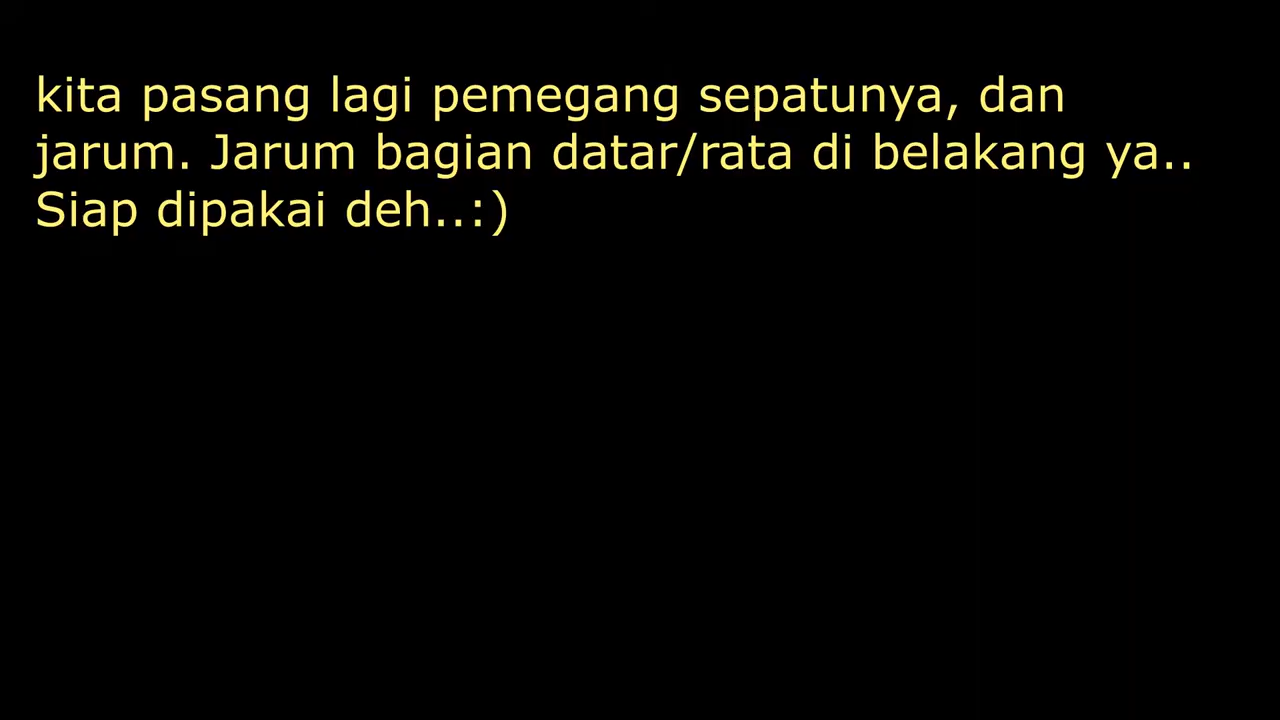 kita pasang lagi pemegang sepatunya, dan
jarum. Jarum bagian datar/rata di belakang ya..
Siap dipakai deh..:)